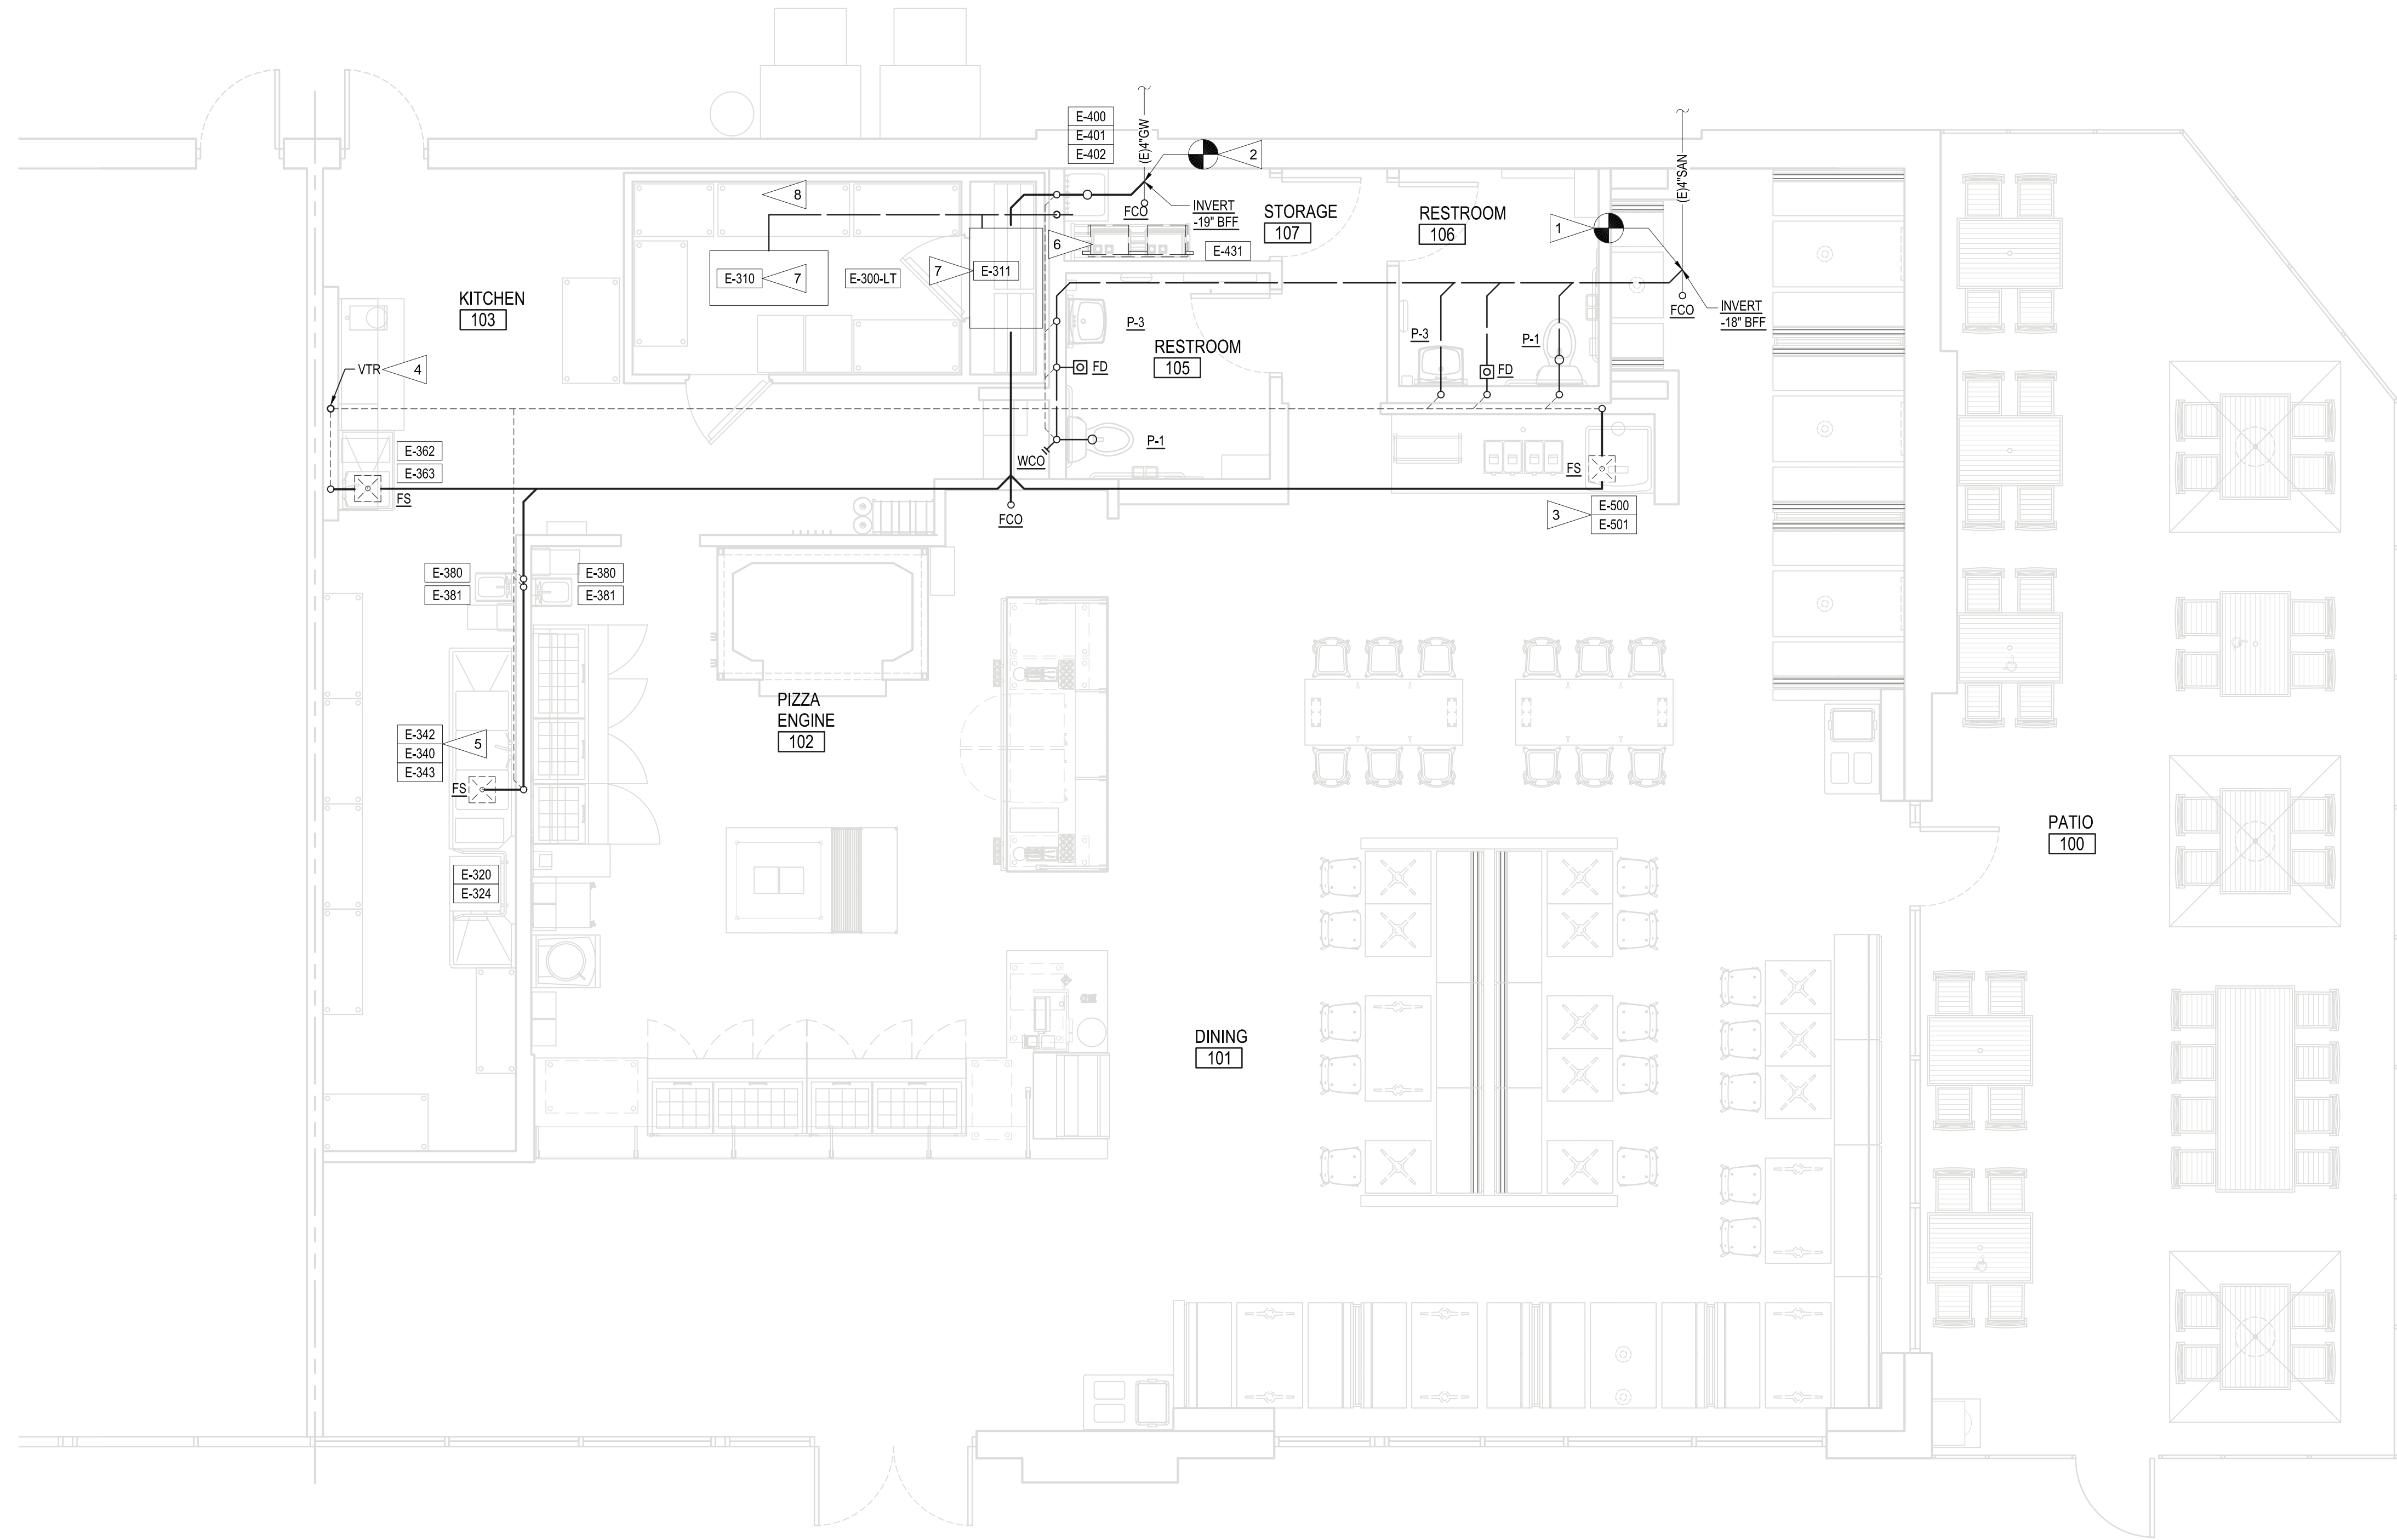 E-400
E-401
E-402
(E)4"GW
2
(E)4"SAN
8
FCO
INVERT
-19" BFF
STORAGE
107
RESTROOM
106
1
6
E-431
7
E-311
E-310
7
E-300-LT
KITCHEN
103
FCO
INVERT
-18" BFF
P-3
P-3
P-1
RESTROOM
105
VTR
4
FD
FD
E-362
E-363
FS
P-1
WCO
FS
FCO
3
E-500
E-501
E-380
E-381
E-380
E-381
PIZZA
ENGINE
102
E-342
E-340
E-343
5
FS
E-320
E-324
PATIO
100
DINING
101